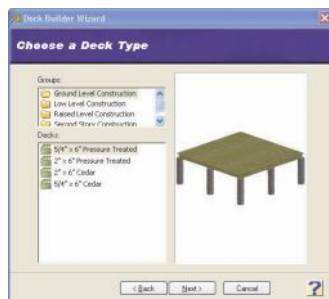 Deck Builder Wizard
Choose a Deck Type
Groups:
Ground Level Construction
Low Level Construction
Raised Level Construction
Second Story Construction
Decks:
5/4" x 6" Pressure Treated
2" x 6" Pressure Treated
2" x 6" Cedar
5/4" x 6" Cedar
< Back
Next >
Cancel
?